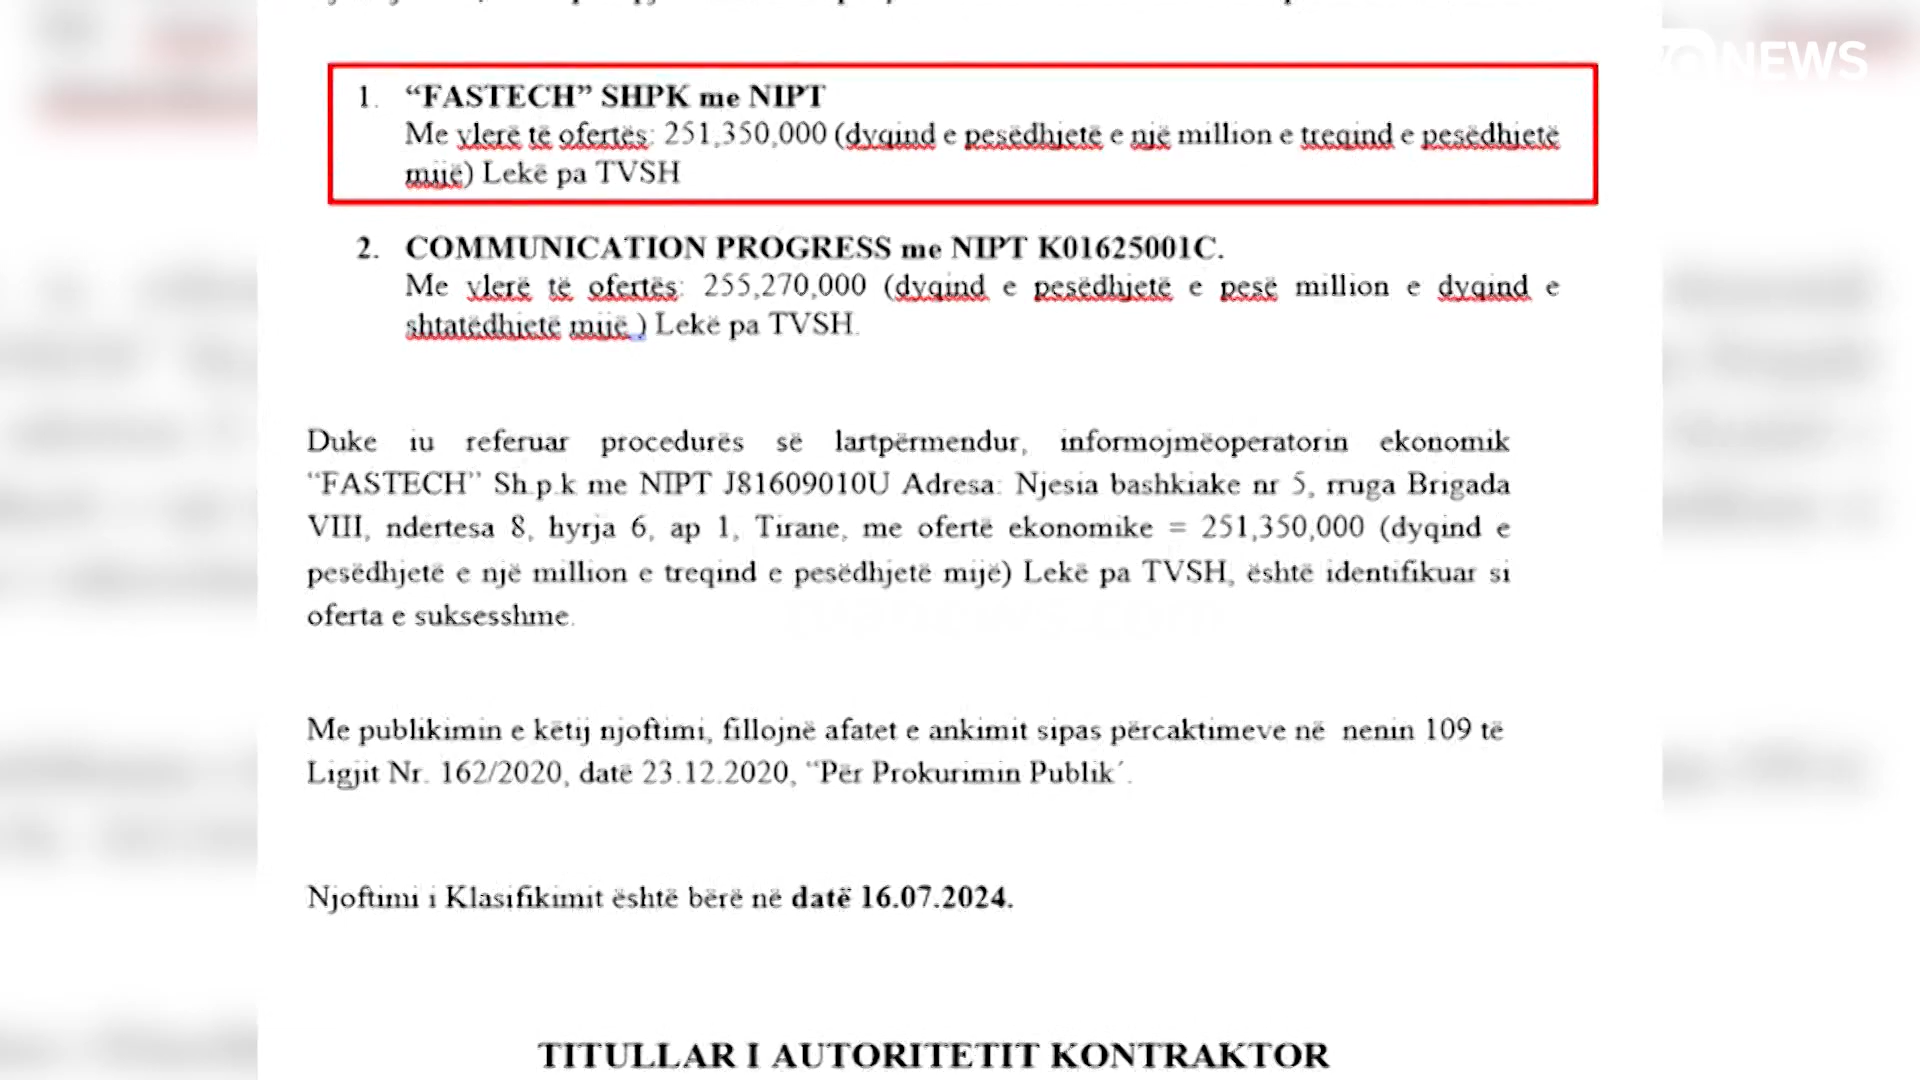 NEWS
1. “FASTECH” SHPK me NIPT
Me vlerë të ofertës: 251,350,000 (dyqind e pesëdhjetë e një million e treqind e pesëdhjetë
mijë) Lekë pa TVSH
2. COMMUNICATION PROGRESS me NIPT K01625001C.
Me vlerë të ofertës: 255,270,000 (dyqind e pesëdhjetë e pesë million e dyqind e
shtatëdhjetë mijë ) Lekë pa TVSH.
Duke iu referuar procedurës së lartpërmendur, informojmëoperatorin ekonomik
“FASTECH” Sh.p.k me NIPT J81609010U Adresa: Njesia bashkiake nr 5, rruga Brigada
VIII, ndertesa 8, hyrja 6, ap 1, Tirane, me ofertë ekonomike = 251,350,000 (dyqind e
pesëdhjetë e një million e treqind e pesëdhjetë mijë) Lekë pa TVSH, është identifikuar si
oferta e suksesshme.
Me publikimin e këtij njoftimi, fillojnë afatet e ankimit sipas përcaktimeve në nenin 109 të
Ligjit Nr. 162/2020, datë 23.12.2020, “Për Prokurimin Publik´.
Njoftimi i Klasifikimit është bërë në datë 16.07.2024.
TITULLAR I AUTORITETIT KONTRAKTOR